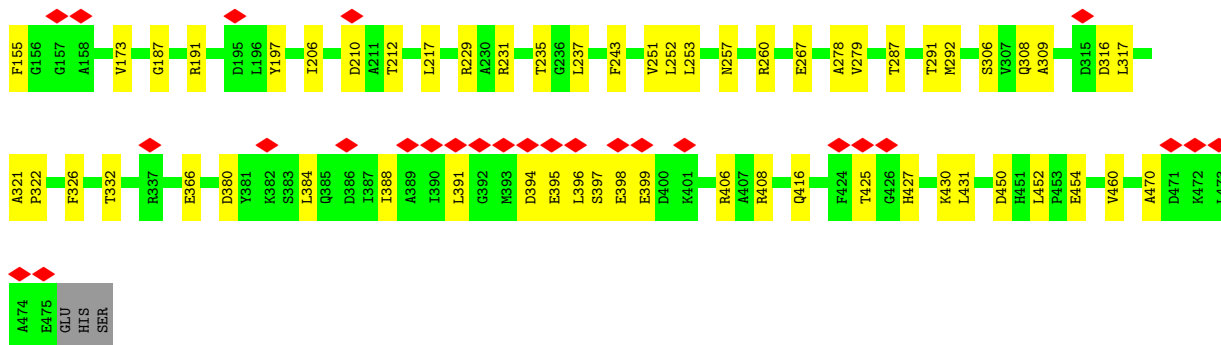 F155 G156 G157 A158 V173 G187 R191 D195 L196 Y197 I206 D210 A211 T212 L217 R229 A230 R231 T235 G236 L237 F243 V251 L252 L253 N257 R260 E267 A278 V279 T287 T291 M292 S306 V307 Q308 A309 D315 D316 L317
A321 P322 F326 T332 R337 E366 D380 Y381 K382 S383 L384 Q385 D386 I387 I388 A389 I390 L391 G392 M393 D394 E395 L396 S397 E398 E399 D400 K401 R406 A407 R408 Q416 F424 T425 G426 H427 K430 L431 D450 H451 L452 P453 E454 V460 A470 D471 K472
A474 E475 GLU HIS SER